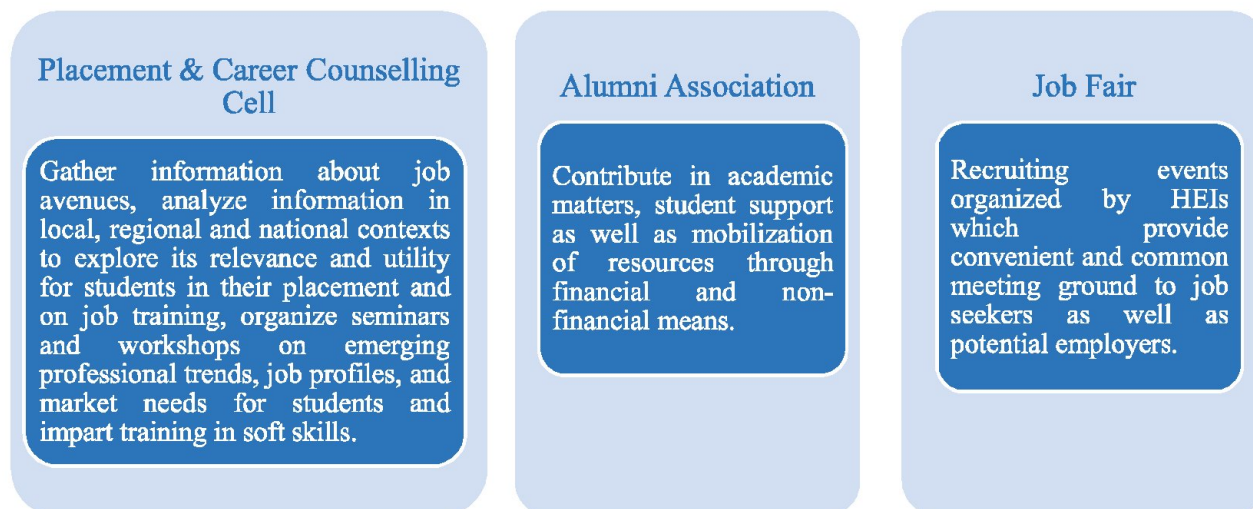 Placement & Career Counselling
Cell
Gather information about job
avenues, analyze information in
local, regional and national contexts
to explore its relevance and utility
for students in their placement and
on job training, organize seminars
and workshops on emerging
professional trends, job profiles, and
market needs for students and
impart training in soft skills.
Alumni Association
Contribute in academic
matters, student support
as well as mobilization
of resources through
financial and non-
financial means.
Job Fair
Recruiting events
organized by HEIs
which provide
convenient and common
meeting ground to job
seekers as well as
potential employers.